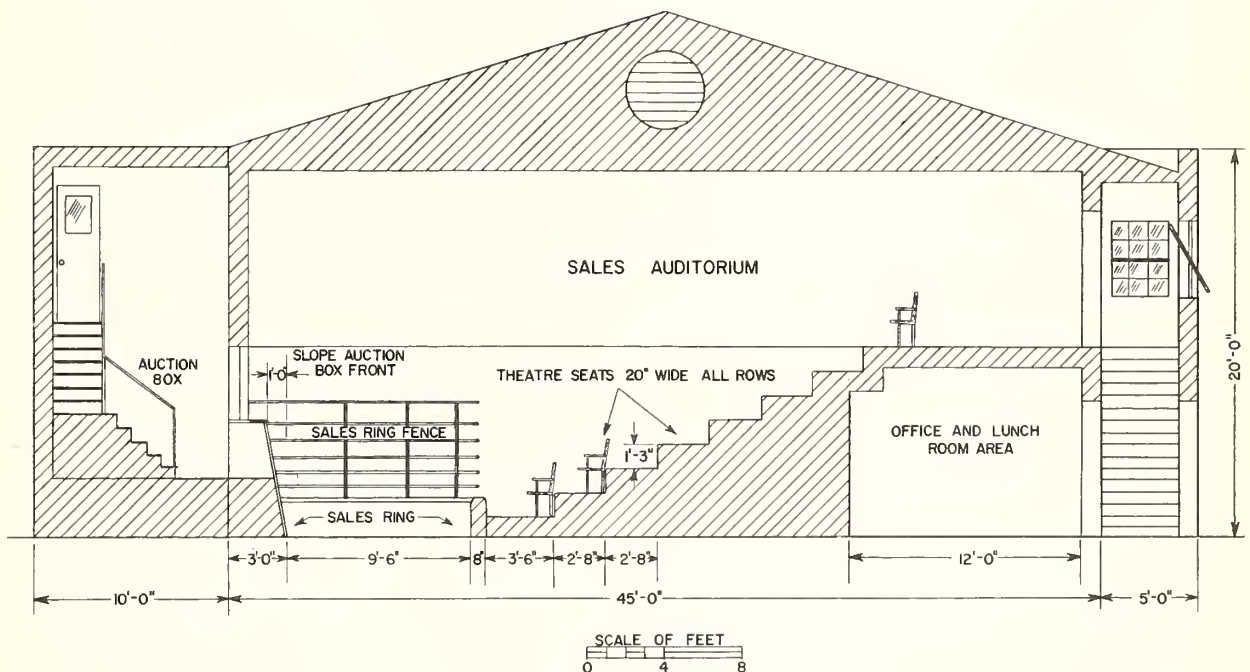 SALES AUDITORIUM
AUCTION
BOX
SLOPE AUCTION
BOX FRONT
1'-0"
THEATRE SEATS 20" WIDE ALL ROWS
SALES RING FENCE
1'-3"
OFFICE AND LUNCH
ROOM AREA
20'-0"
SALES RING
3'-0" 9'-6" 8" 3'-6" 2'-8" 2'-8" 12'-0"
10'-0" 45'-0" 5'-0"
SCALE OF FEET
0 4 8